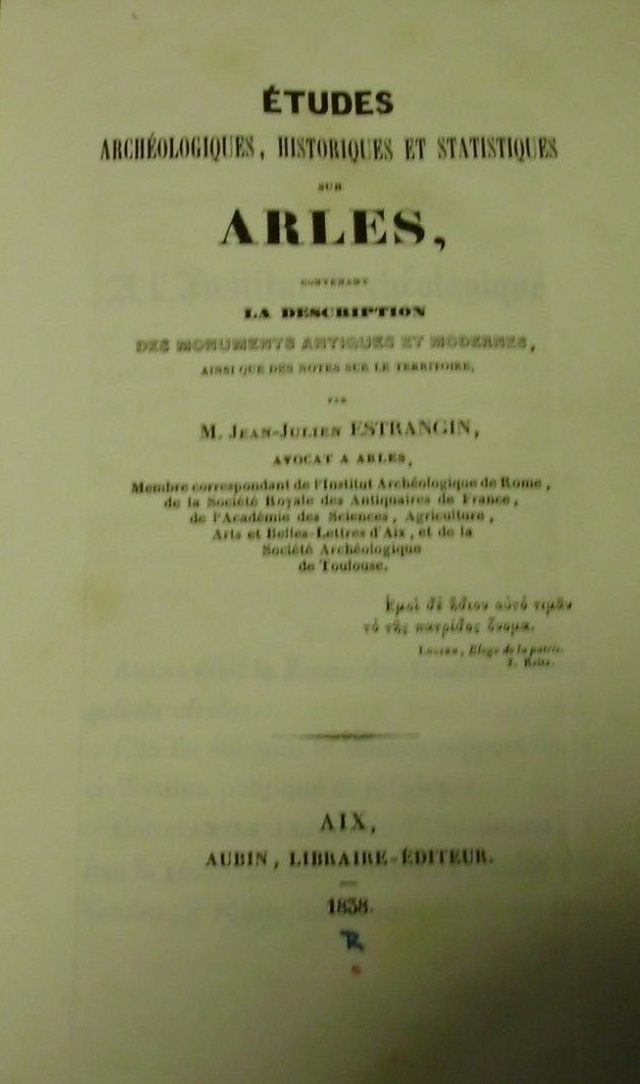 ÉTUDES
ARCHÉOLOGIQUES, HISTORIQUES ET STATISTIQUES
SUR
ARLES,
CONTENANT
LA DESCRIPTION
DES MONUMENTS ANTIQUES ET MODERNES,
AINSI QUE DES NOTES SUR LE TERRITOIRE,
PAR
M. JEAN-JULIEN ESTRANGIN,
AVOCAT A ARLES,
Membre correspondant de l'Institut Archéologique de Rome,
de la Société Royale des Antiquaires de France,
de l'Académie des Sciences, Agriculture,
Arts et Belles-Lettres d'Aix, et de la
Société Archéologique
de Toulouse.
Ἐμοὶ δὲ ἥδιον αὐτὸ τιμᾶν
τὸ τῆς πατρίδος ὄνομα.
LUCIEN, Eloge de la patrie.
AIX,
AUBIN, LIBRAIRE-ÉDITEUR.
1838.
R